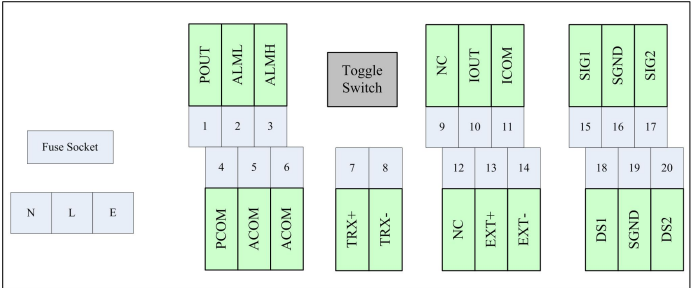 POUT ALML ALMH
Toggle
Switch
NC IOUT ICOM
SIG1 SGND SIG2
1 2 3
9 10 11
15 16 17
Fuse Socket
4 5 6
7 8
12 13 14
18 19 20
N L E
PCOM ACOM ACOM
TRX+ TRX-
NC EXT+ EXT-
DS1 SGND DS2